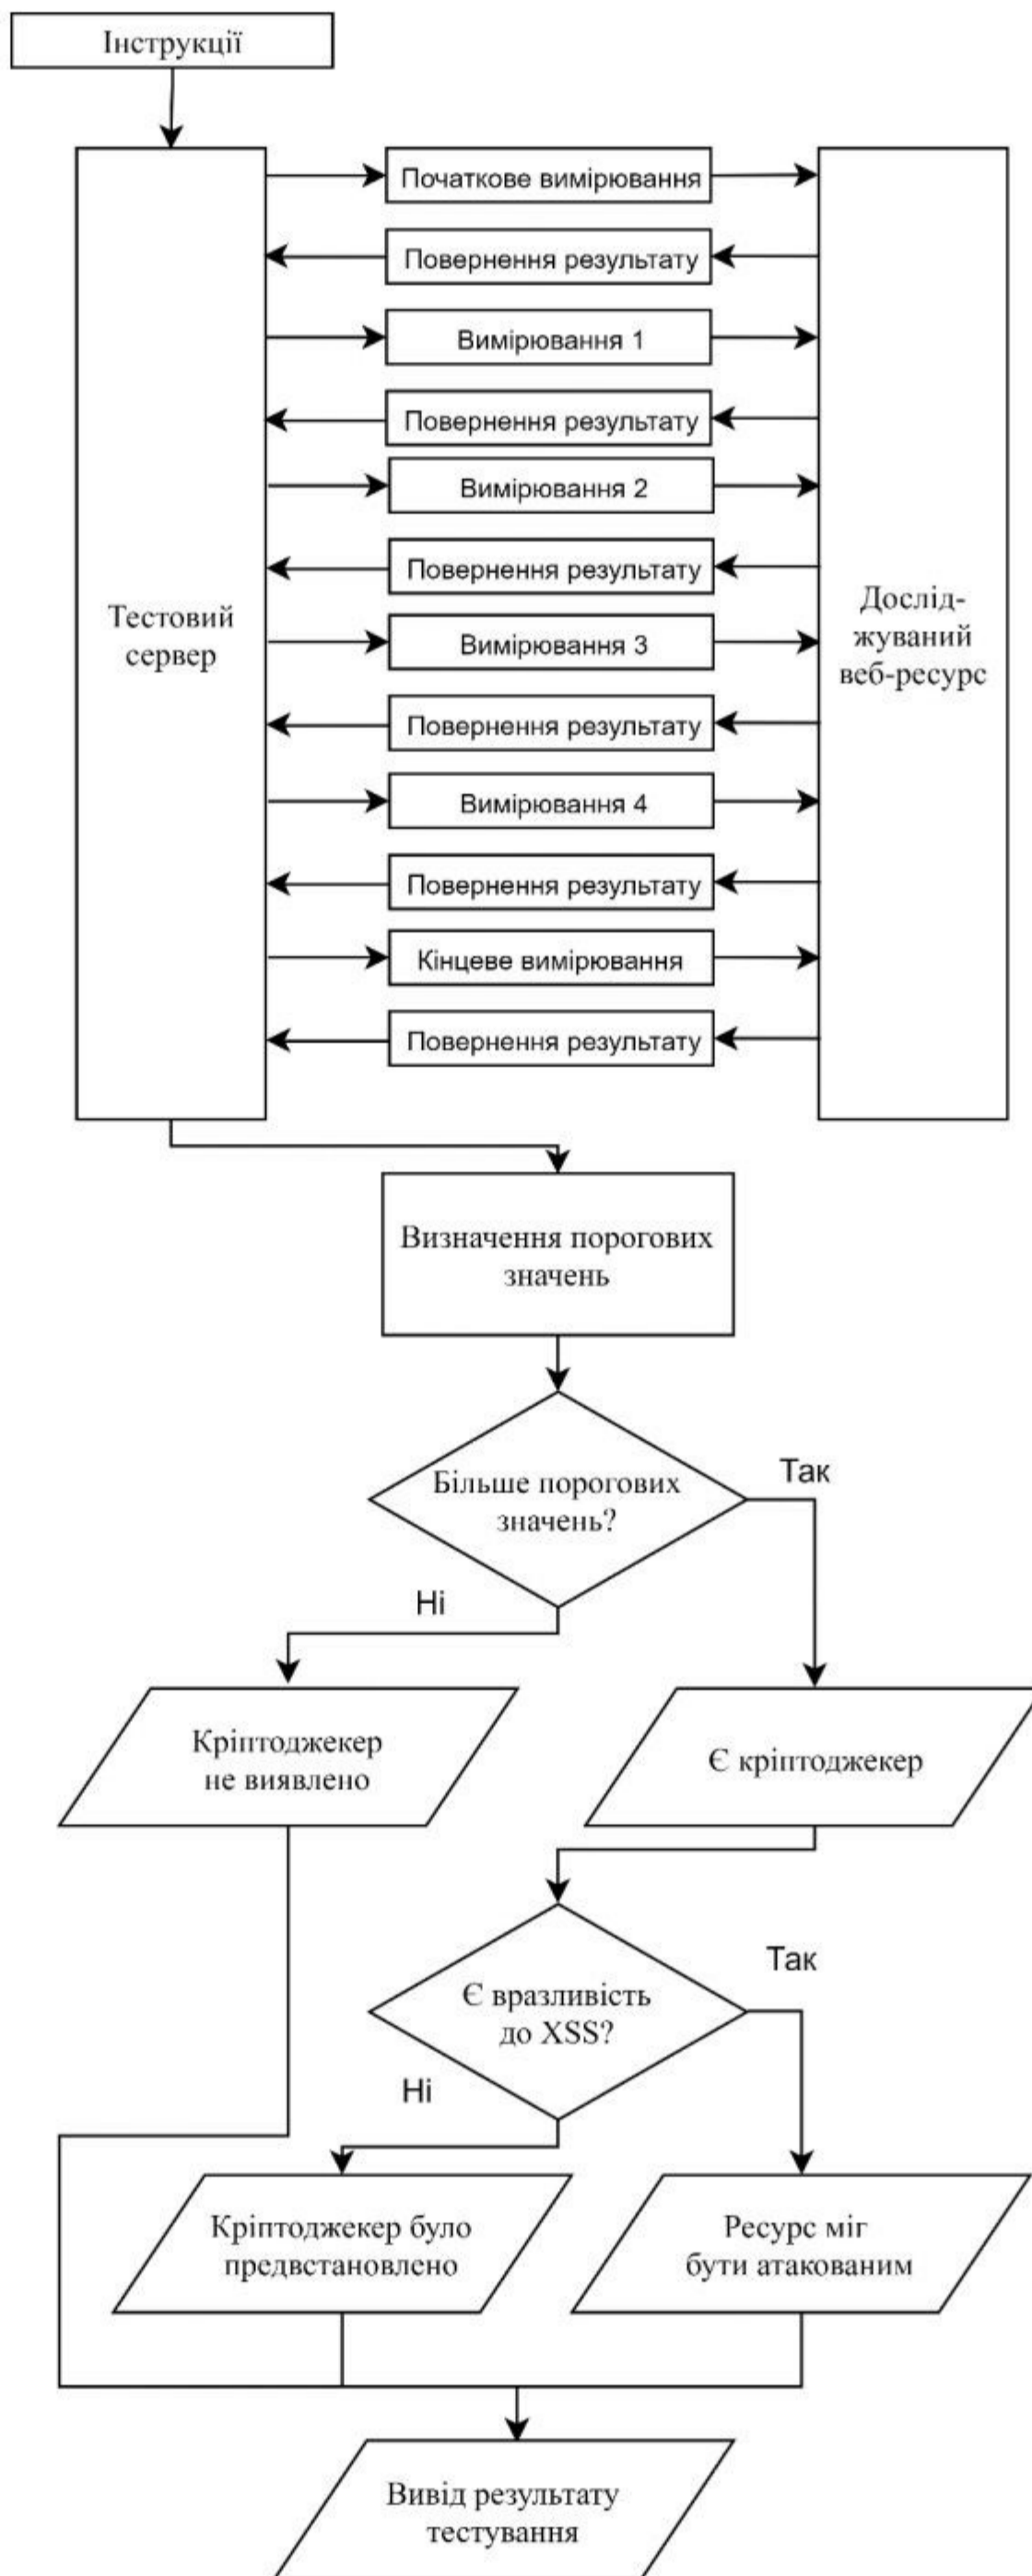 Інструкції
Початкове вимірювання
Повернення результату
Вимірювання 1
Повернення результату
Вимірювання 2
Повернення результату
Тестовий
сервер
Вимірювання 3
Дослід-
жуваний
веб-ресурс
Повернення результату
Вимірювання 4
Повернення результату
Кінцеве вимірювання
Повернення результату
Визначення порогових
значень
Більше порогових
значень?
Так
Ні
Кріптоджекер
не виявлено
Є кріптоджекер
Є вразливість
до XSS?
Так
Ні
Кріптоджекер було
предвстановлено
Ресурс міг
бути атакованим
Вивід результату
тестування